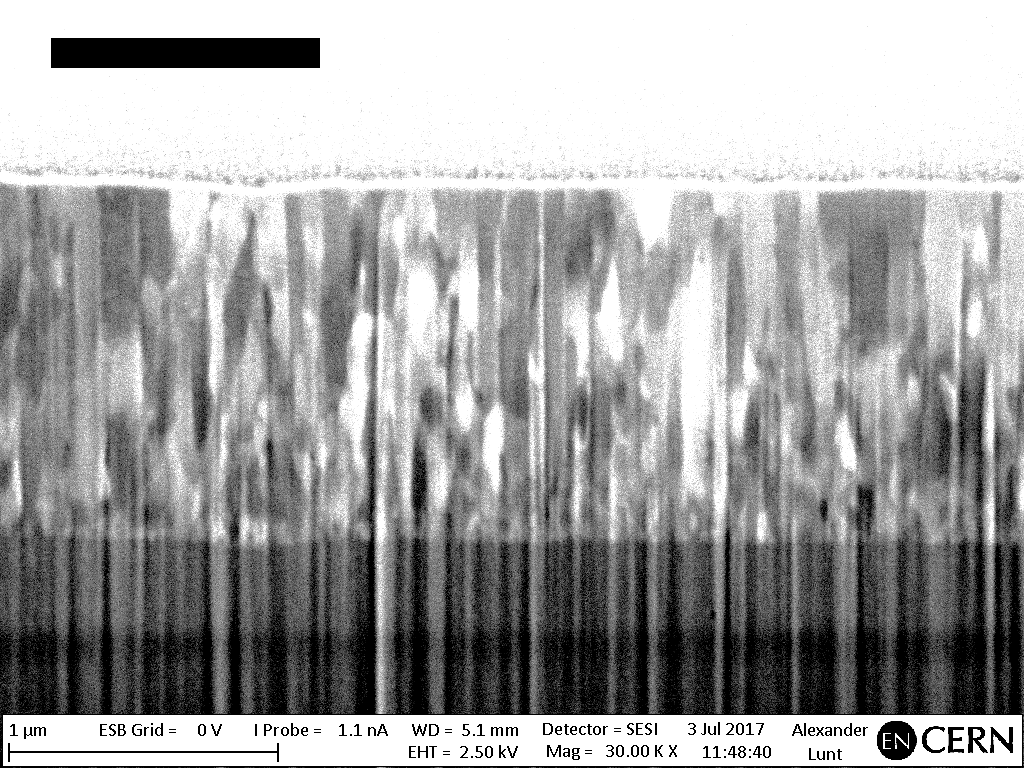 1 µm ESB Grid = 0 V I Probe = 1.1 nA WD = 5.1 mm Detector = SESI 3 Jul 2017 Alexander
EHT = 2.50 kV Mag = 30.00 K X 11:48:40 Lunt
EN CERN